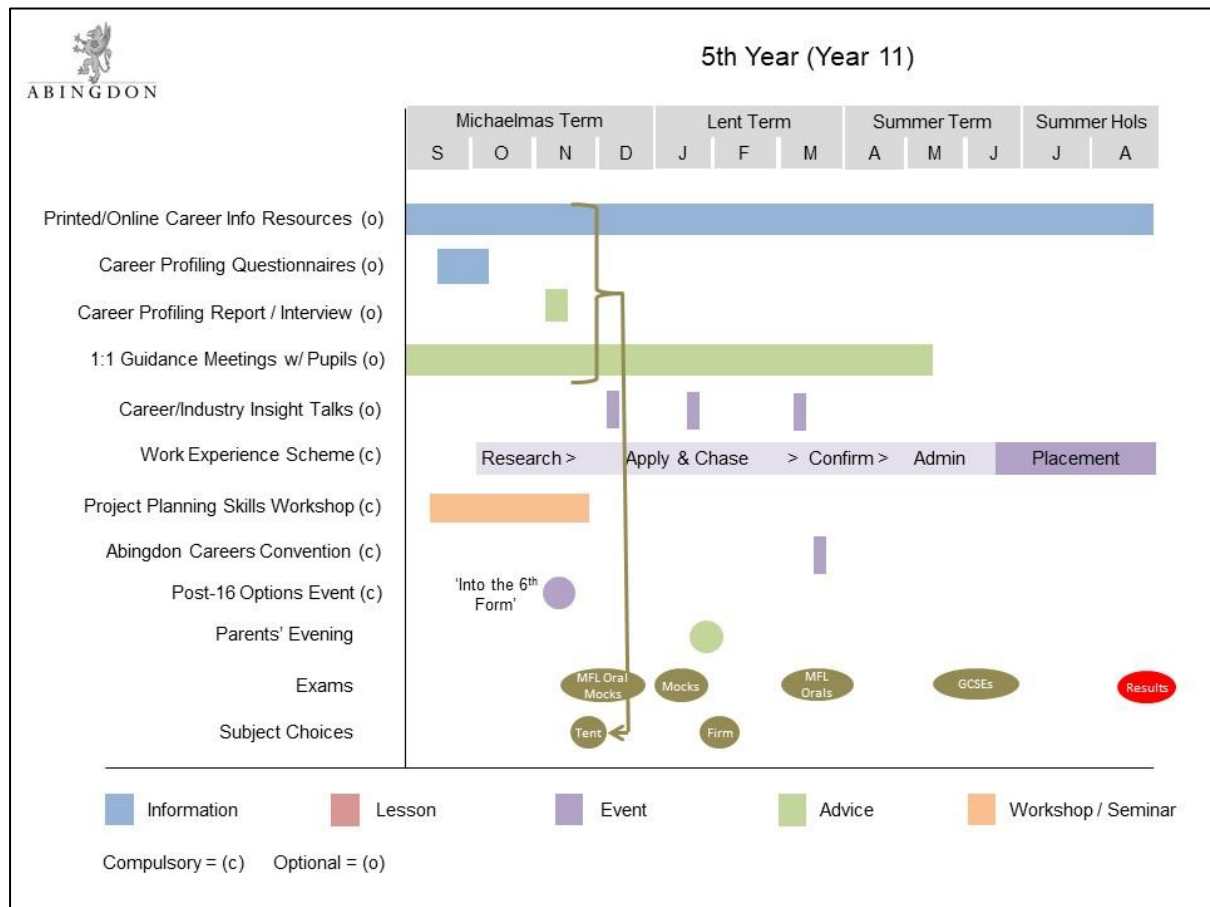 ABINGDON
5th Year (Year 11)
Michaelmas Term Lent Term Summer Term Summer Hols
S O N D J F M A M J J A
Printed/Online Career Info Resources (o)
Career Profiling Questionnaires (o)
Career Profiling Report / Interview (o)
1:1 Guidance Meetings w/ Pupils (o)
Career/Industry Insight Talks (o)
Work Experience Scheme (c) Research > Apply & Chase > Confirm > Admin Placement
Project Planning Skills Workshop (c)
Abingdon Careers Convention (c)
Post-16 Options Event (c) 'Into the 6th
Form'
Parents' Evening
Exams MFL Oral Mocks Mocks MFL Orals GCSEs Results
Subject Choices Tent Firm
Information Lesson Event Advice Workshop / Seminar
Compulsory = (c) Optional = (o)